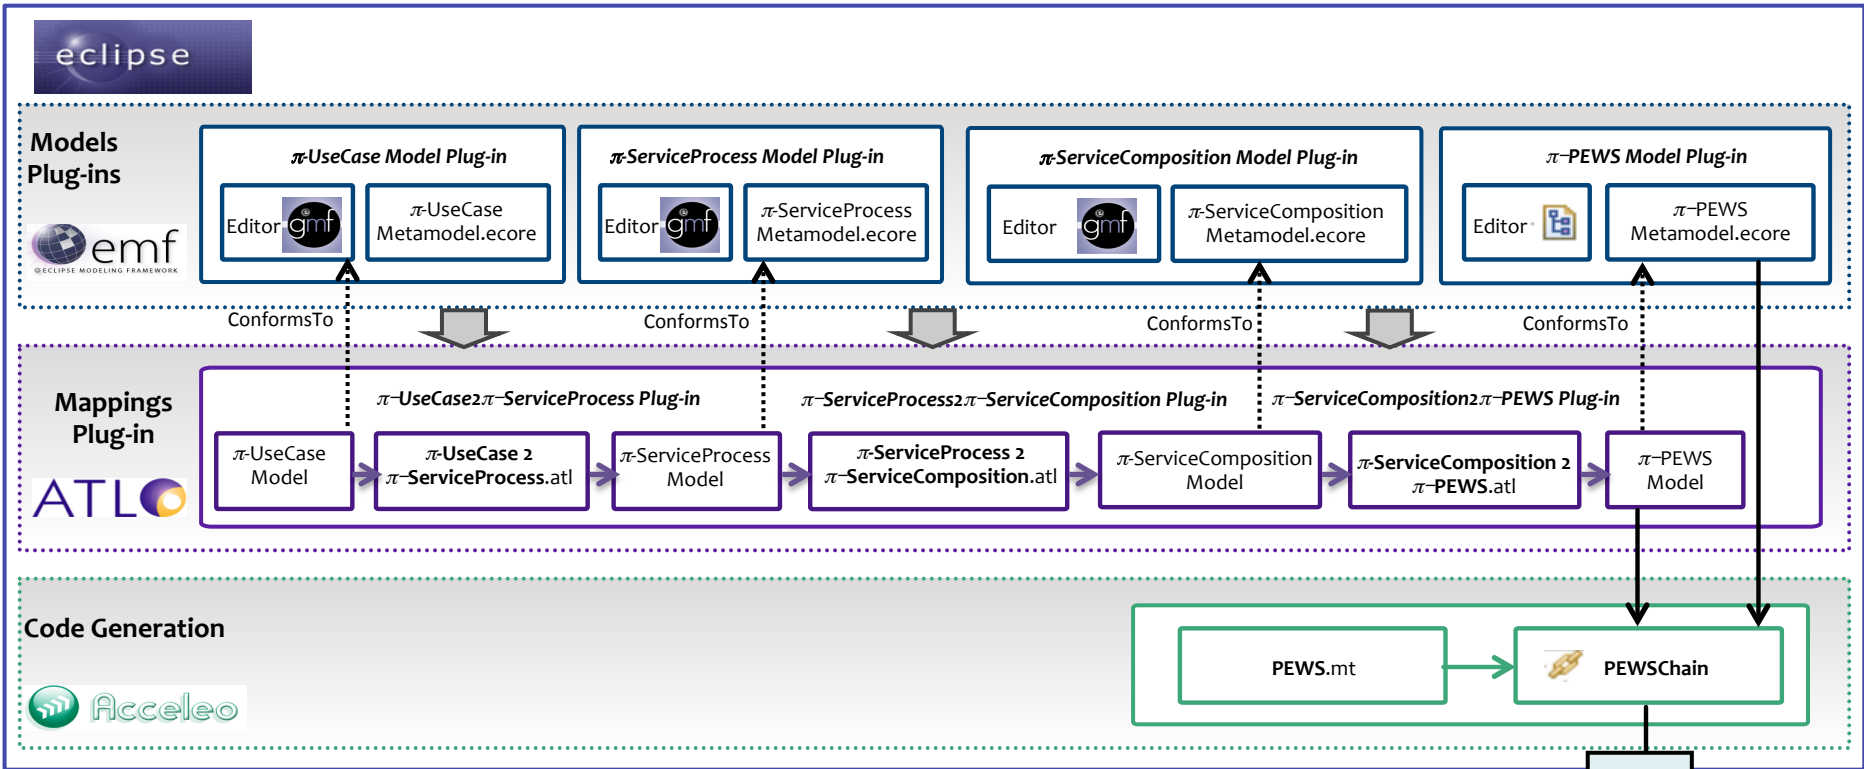 eclipse
Models
Plug-ins
π-UseCase Model Plug-in
π-ServiceProcess Model Plug-in
π-ServiceComposition Model Plug-in
π–PEWS Model Plug-in
Editor gmf
π-UseCase
Metamodel.ecore
Editor gmf
π-ServiceProcess
Metamodel.ecore
Editor gmf
π-ServiceComposition
Metamodel.ecore
Editor
π–PEWS
Metamodel.ecore
emf
ECLIPSE MODELING FRAMEWORK
ConformsTo
ConformsTo
ConformsTo
ConformsTo
Mappings
Plug-in
ATL
π–UseCase2π–ServiceProcess Plug-in
π–ServiceProcess2π–ServiceComposition Plug-in
π–ServiceComposition2π–PEWS Plug-in
π-UseCase
Model
π-UseCase 2
π–ServiceProcess.atl
π-ServiceProcess
Model
π-ServiceProcess 2
π–ServiceComposition.atl
π-ServiceComposition
Model
π-ServiceComposition 2
π–PEWS.atl
π–PEWS
Model
Code Generation
Acceleo
PEWS.mt
PEWSChain